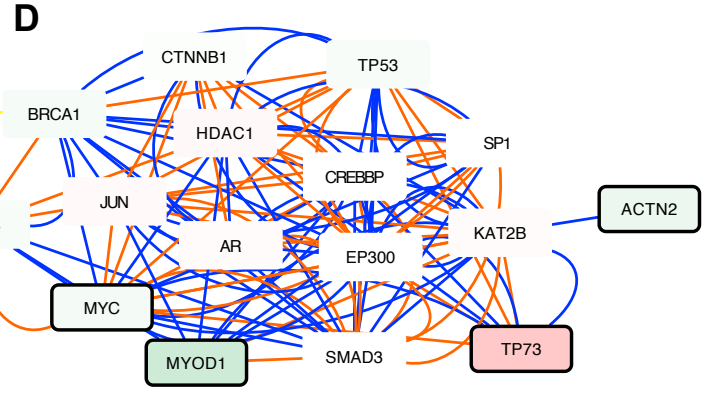 D
CTNNB1
TP53
BRCA1
HDAC1
SP1
CREBBP
JUN
ACTN2
AR
KAT2B
EP300
MYC
MYOD1
SMAD3
TP73